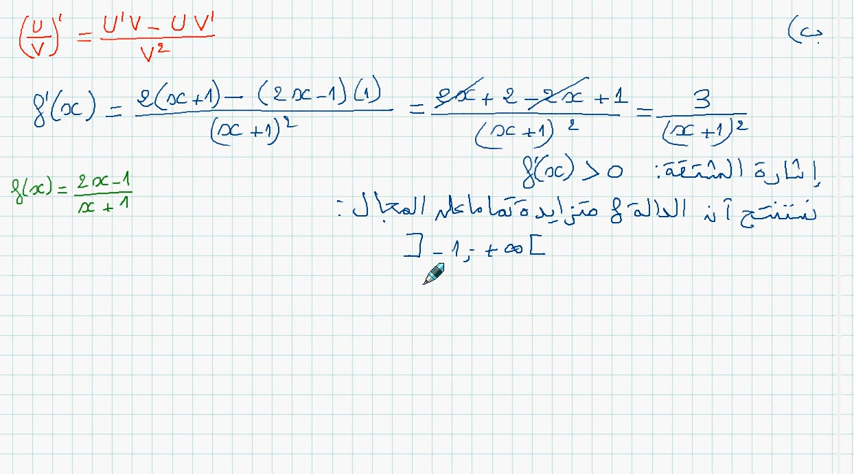 ب)
(U/V)' = (U'V - UV')/V²
f'(x) = (2(x+1) - (2x-1)(1))/(x+1)² = (2x + 2 - 2x + 1)/(x+1)² = 3/(x+1)²
إشارة المشتقة: f'(x) > 0
f(x) = (2x-1)/(x+1)
نستنتج أن الدالة f متزايدة تماما على المجال :
]-1 ; +∞[